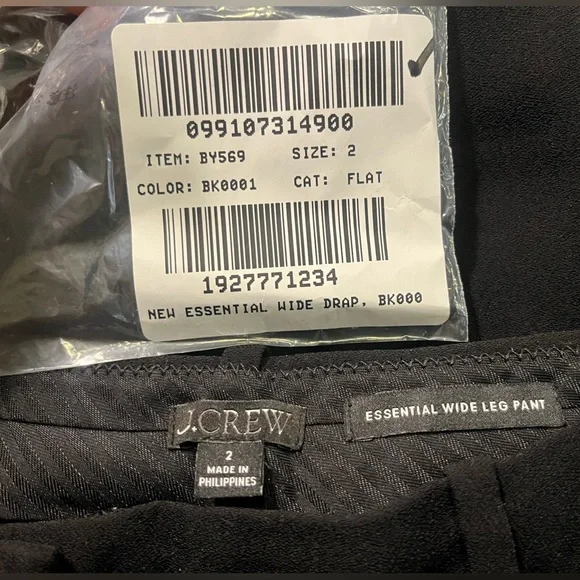 099107314900
ITEM: BY569 SIZE: 2
COLOR: BK0001 CAT: FLAT
1927771234
NEW ESSENTIAL WIDE DRAP, BK000
J.CREW
ESSENTIAL WIDE LEG PANT
2
MADE IN
PHILIPPINES